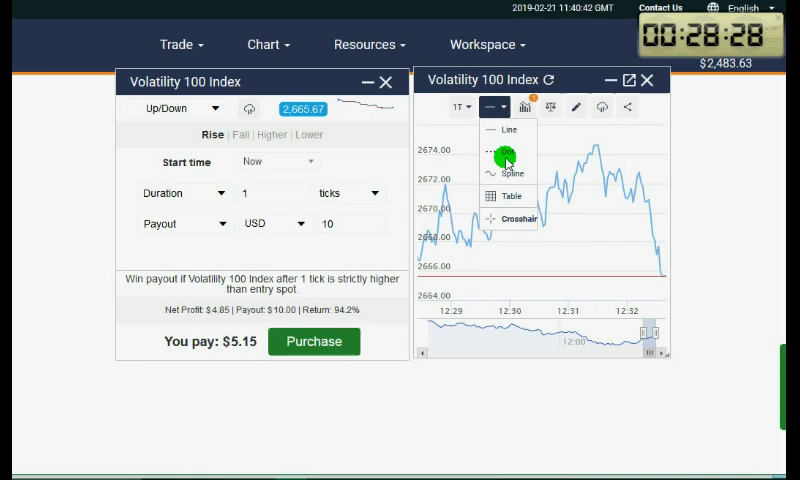 2019-02-21 11:40:42 GMT
Contact Us
English
00:28:28
$2,483.63
Trade
Chart
Resources
Workspace
Volatility 100 Index
Up/Down
2,665.67
Rise | Fall | Higher | Lower
Start time
Now
Duration
1
ticks
Payout
USD
10
Win payout if Volatility 100 Index after 1 tick is strictly higher
than entry spot.
Net Profit: $4.85 | Payout: $10.00 | Return: 94.2%
You pay: $5.15
Purchase
Volatility 100 Index
1T
1
Line
Spline
Table
Crosshair
2674.00
2672.00
2670.00
2668.00
2666.00
2664.00
12:29
12:30
12:31
12:32
12:00